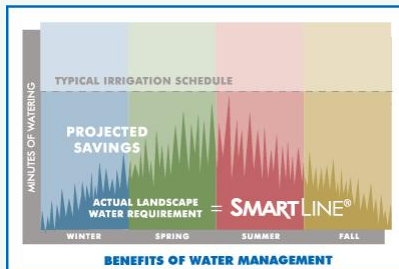 TYPICAL IRRIGATION SCHEDULE
MINUTES OF WATERING
PROJECTED
SAVINGS
ACTUAL LANDSCAPE
WATER REQUIREMENT = SMARTLINE®
WINTER SPRING SUMMER FALL
BENEFITS OF WATER MANAGEMENT